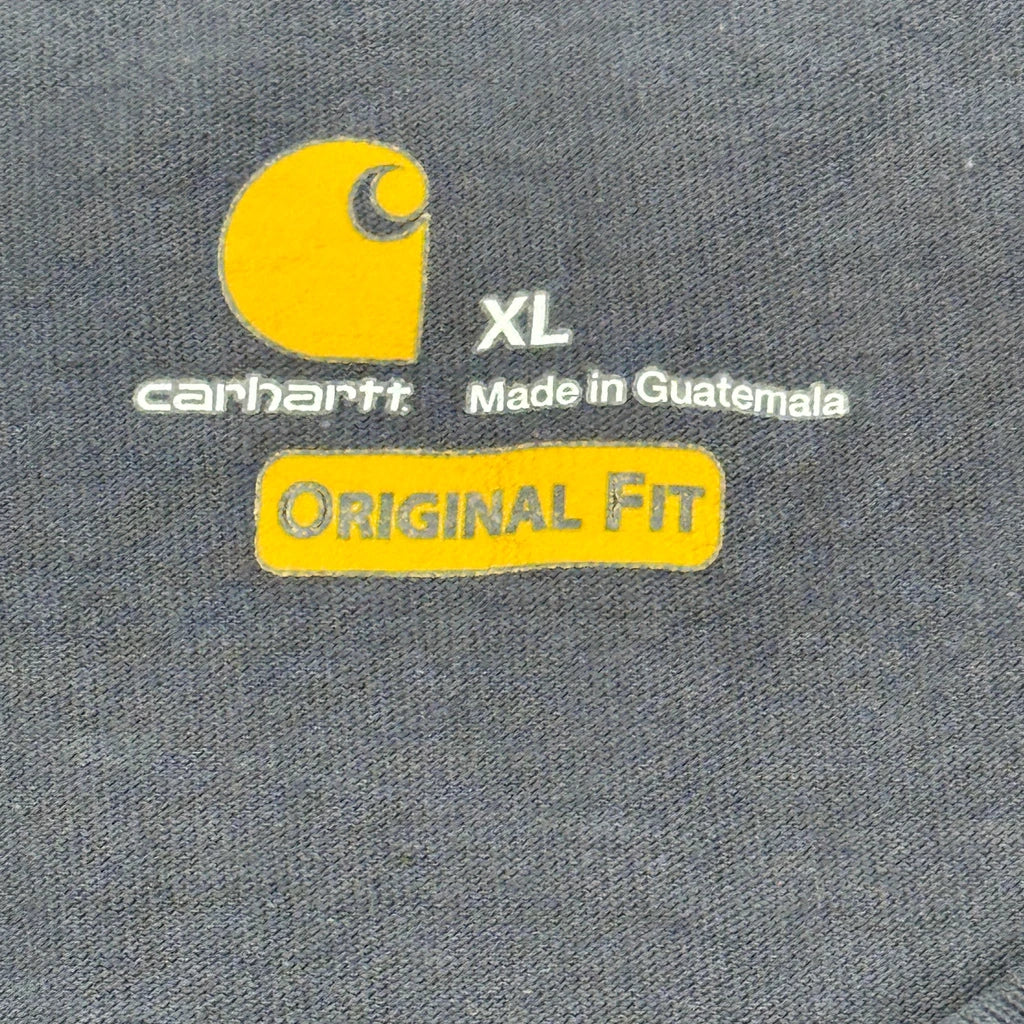 XL
carhartt.
Made in Guatemala
ORIGINAL FIT